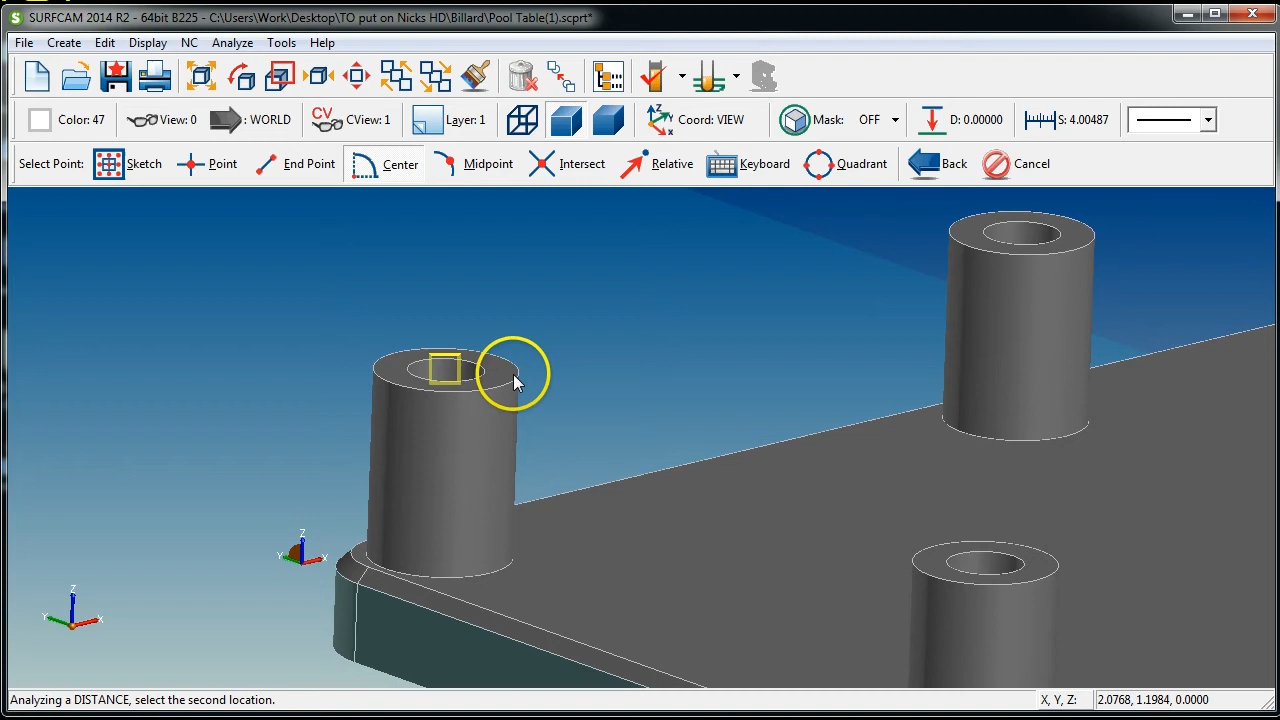 SURFCAM 2014 R2 - 64bit B225 - C:\Users\Work\Desktop\TO put on Nicks HD\Billard\Pool Table(1).scprt*
File Create Edit Display NC Analyze Tools Help
Color: 47 View: 0 : WORLD CV CView: 1 Layer: 1 Z Y X Coord: VIEW Mask: OFF D: 0.00000 S: 4.00487
Select Point: Sketch Point End Point Center Midpoint Intersect Relative Keyboard Quadrant Back Cancel
Z
Y X
Z
Y X
Analyzing a DISTANCE, select the second location. X, Y, Z: 2.0768, 1.1984, 0.0000